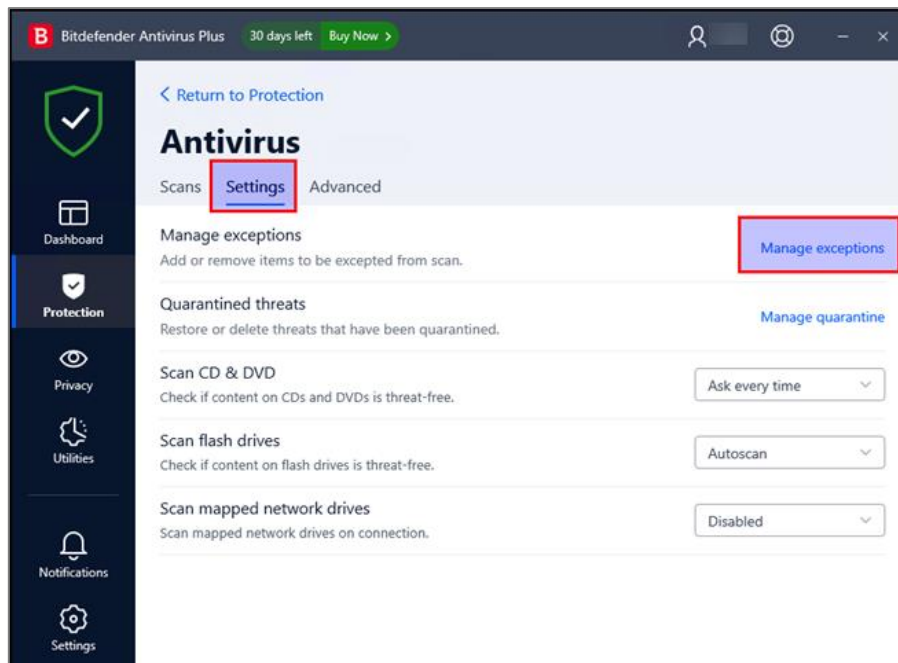 B Bitdefender Antivirus Plus 30 days left Buy Now >
< Return to Protection
Antivirus
Scans Settings Advanced
Dashboard
Protection
Privacy
Utilities
Notifications
Settings
Manage exceptions
Add or remove items to be excepted from scan.
Manage exceptions
Quarantined threats
Restore or delete threats that have been quarantined.
Manage quarantine
Scan CD & DVD
Check if content on CDs and DVDs is threat-free.
Ask every time
Scan flash drives
Check if content on flash drives is threat-free.
Autoscan
Scan mapped network drives
Scan mapped network drives on connection.
Disabled